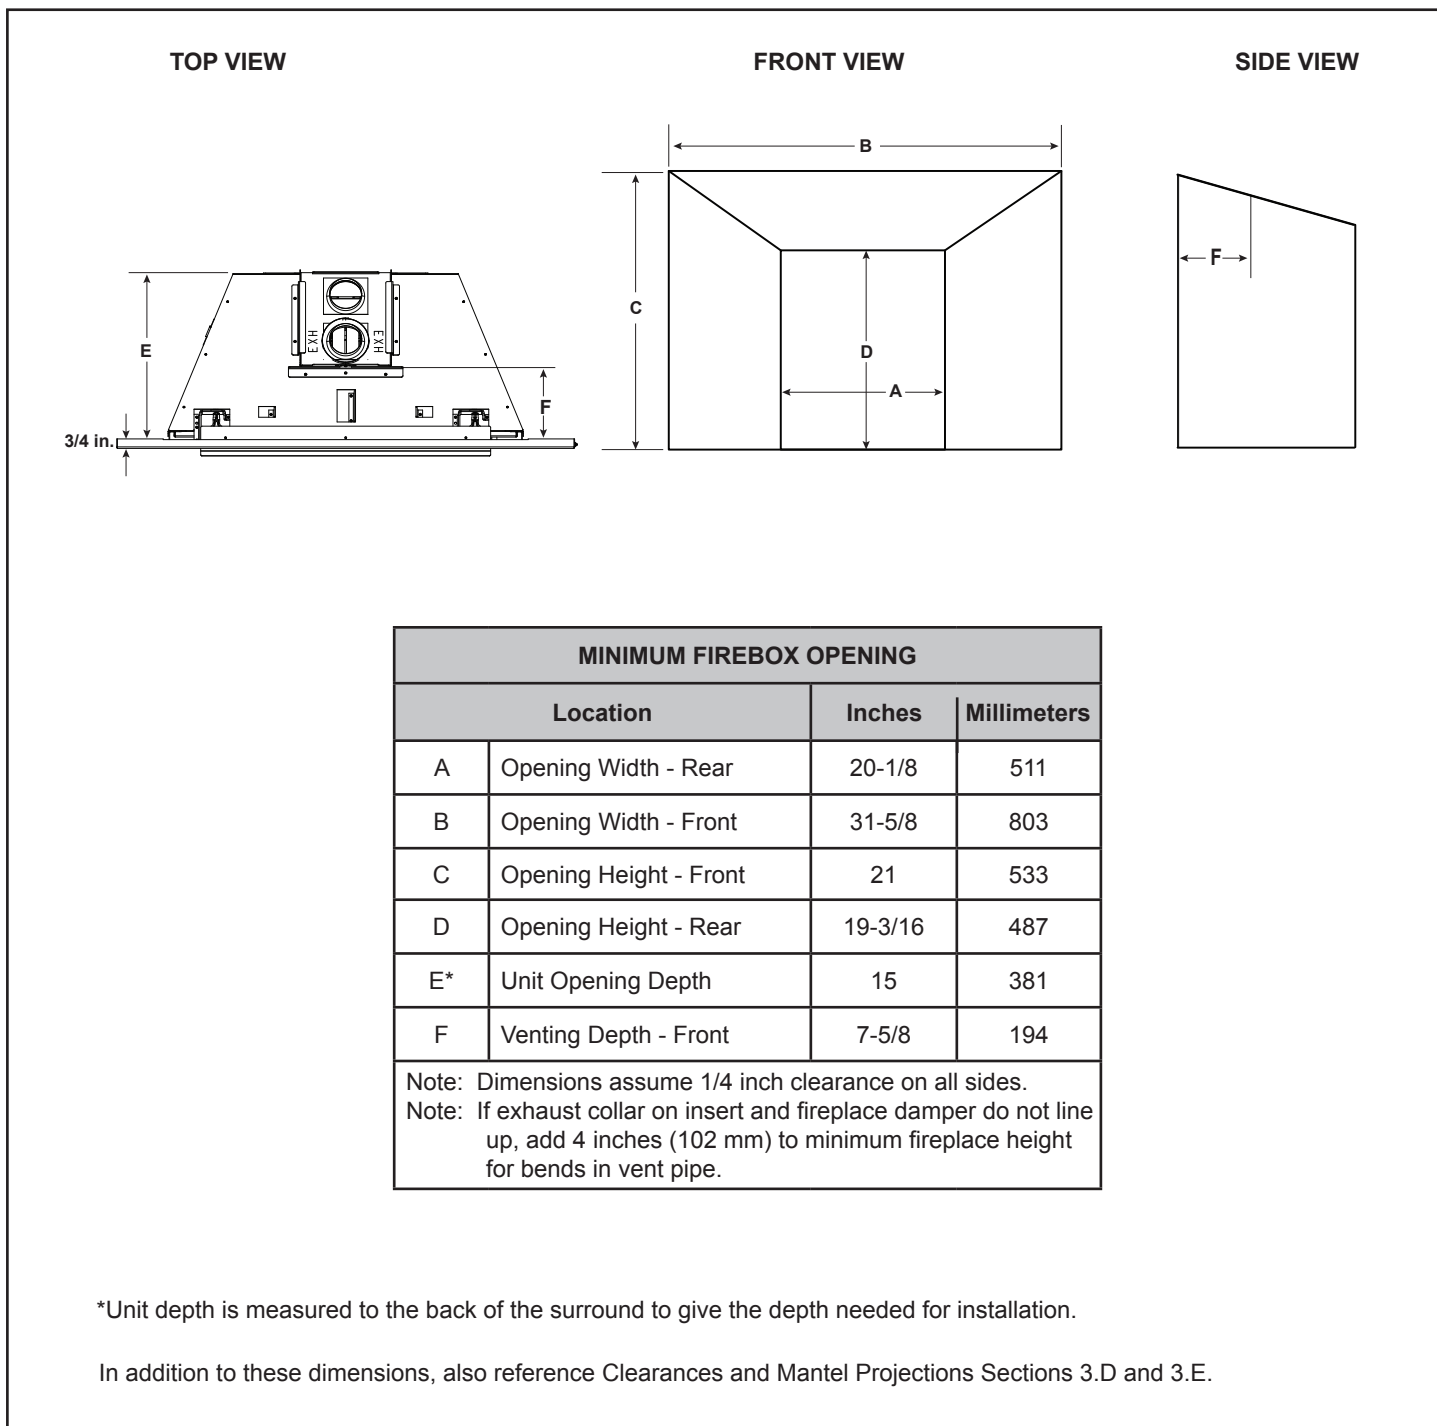 TOP VIEW
FRONT VIEW
SIDE VIEW
B
C
D
A
F
E
F
EXH
EXH
3/4 in.
MINIMUM FIREBOX OPENING
Location Inches Millimeters
A Opening Width - Rear 20-1/8 511
B Opening Width - Front 31-5/8 803
C Opening Height - Front 21 533
D Opening Height - Rear 19-3/16 487
E* Unit Opening Depth 15 381
F Venting Depth - Front 7-5/8 194
Note: Dimensions assume 1/4 inch clearance on all sides.
Note: If exhaust collar on insert and fireplace damper do not line
up, add 4 inches (102 mm) to minimum fireplace height
for bends in vent pipe.
*Unit depth is measured to the back of the surround to give the depth needed for installation.
In addition to these dimensions, also reference Clearances and Mantel Projections Sections 3.D and 3.E.